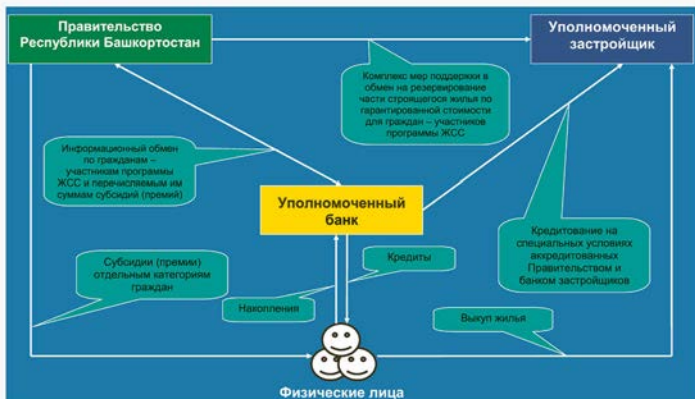 Правительство
Республики Башкортостан
Уполномоченный
застройщик
Комплекс мер поддержки в
обмен на резервирование
части строящегося жилья по
гарантированной стоимости
для граждан – участников
программы ЖСС
Информационный обмен
по гражданам –
участникам программы
ЖСС и перечисляемым им
суммам субсидий (премий)
Уполномоченный
банк
Кредитование на
специальных условиях
аккредитованных
Правительством и
банком застройщиков
Субсидии (премии)
отдельным категориям
граждан
Кредиты
Накопления
Выкуп жилья
Физические лица